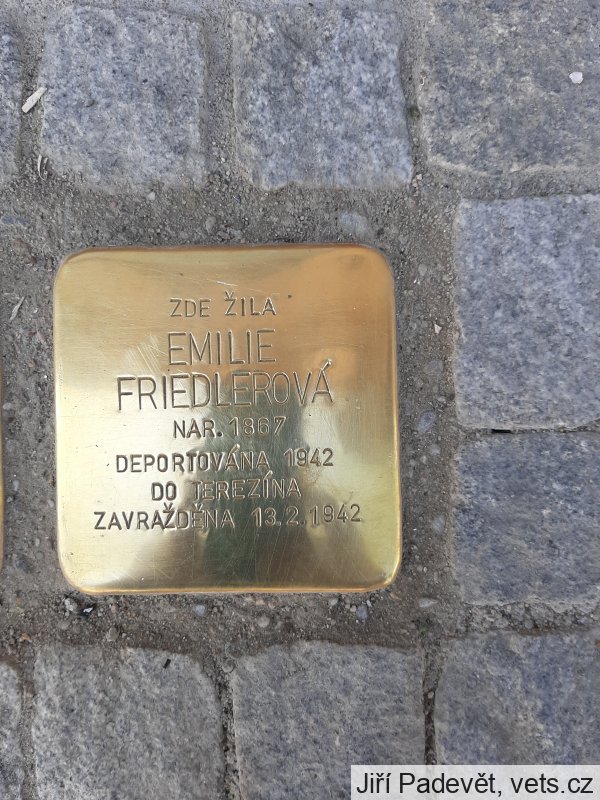 ZDE ŽILA
EMILIE
FRIEDLEROVÁ
NAR. 1867
DEPORTOVÁNA 1942
DO TEREZÍNA
ZAVRAŽDĚNA 13.2.1942
Jiří Padevět, vets.cz